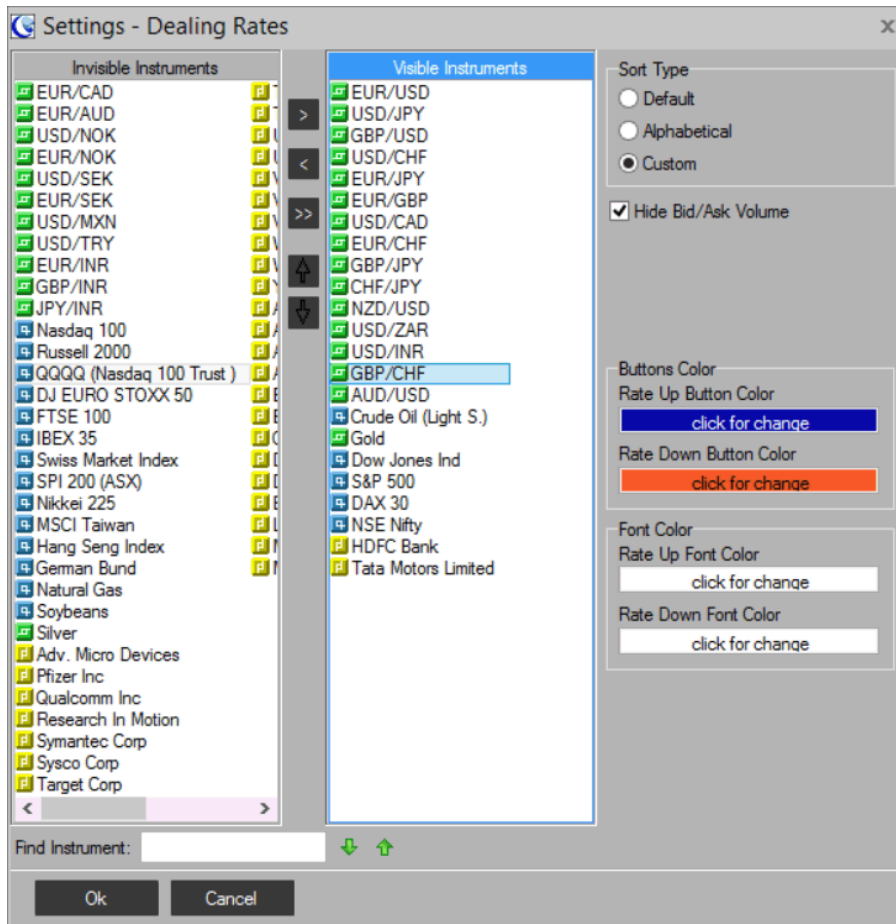 Settings - Dealing Rates
x
Invisible Instruments
EUR/CAD
EUR/AUD
USD/NOK
EUR/NOK
USD/SEK
EUR/SEK
USD/MXN
USD/TRY
EUR/INR
GBP/INR
JPY/INR
Nasdaq 100
Russell 2000
QQQQ (Nasdaq 100 Trust )
DJ EURO STOXX 50
FTSE 100
IBEX 35
Swiss Market Index
SPI 200 (ASX)
Nikkei 225
MSCI Taiwan
Hang Seng Index
German Bund
Natural Gas
Soybeans
Silver
Adv. Micro Devices
Pfizer Inc
Qualcomm Inc
Research In Motion
Symantec Corp
Sysco Corp
Target Corp
>
<
>>
Visible Instruments
EUR/USD
USD/JPY
GBP/USD
USD/CHF
EUR/JPY
EUR/GBP
USD/CAD
EUR/CHF
GBP/JPY
CHF/JPY
NZD/USD
USD/ZAR
USD/INR
GBP/CHF
AUD/USD
Crude Oil (Light S.)
Gold
Dow Jones Ind
S&P 500
DAX 30
NSE Nifty
HDFC Bank
Tata Motors Limited
Sort Type
Default
Alphabetical
Custom
Hide Bid/Ask Volume
Buttons Color
Rate Up Button Color
click for change
Rate Down Button Color
click for change
Font Color
Rate Up Font Color
click for change
Rate Down Font Color
click for change
Find Instrument:
Ok
Cancel